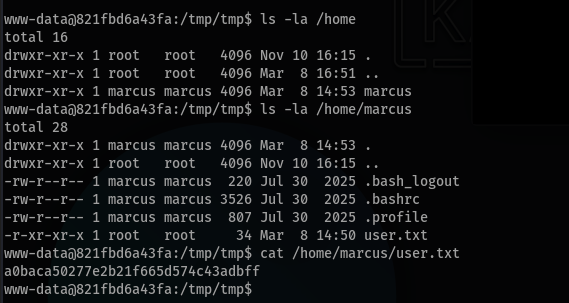 www-data@821fbd6a43fa:/tmp/tmp$ ls -la /home
total 16
drwxr-xr-x 1 root   root   4096 Nov 10 16:15 .
drwxr-xr-x 1 root   root   4096 Mar  8 16:51 ..
drwxr-xr-x 1 marcus marcus 4096 Mar  8 14:53 marcus
www-data@821fbd6a43fa:/tmp/tmp$ ls -la /home/marcus
total 28
drwxr-xr-x 1 marcus marcus 4096 Mar  8 14:53 .
drwxr-xr-x 1 root   root   4096 Nov 10 16:15 ..
-rw-r--r-- 1 marcus marcus  220 Jul 30  2025 .bash_logout
-rw-r--r-- 1 marcus marcus 3526 Jul 30  2025 .bashrc
-rw-r--r-- 1 marcus marcus  807 Jul 30  2025 .profile
-r-xr-xr-x 1 root   root     34 Mar  8 14:50 user.txt
www-data@821fbd6a43fa:/tmp/tmp$ cat /home/marcus/user.txt
a0baca50277e2b21f665d574c43adbff
www-data@821fbd6a43fa:/tmp/tmp$